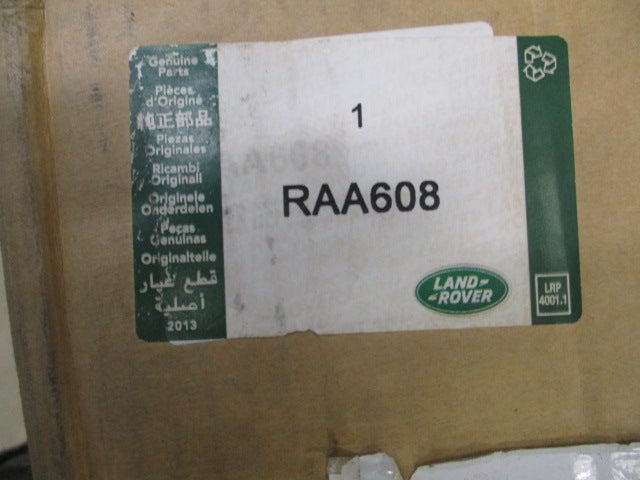 Genuine
Parts
Pièces
d'Origine
純正部品
Piezas
Originales
Ricambi
Originali
Originele
Onderdelen
Peças
Genuínas
Originalteile
قطع غيار
أصلية
2013
1
RAA608
LAND
ROVER
LRP
4001.1